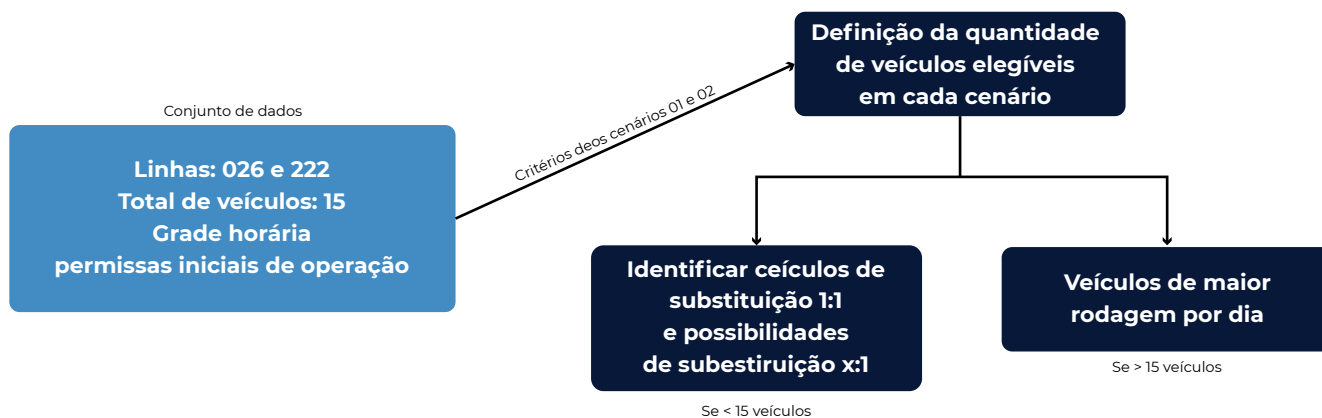 Conjunto de dados
Linhas: 026 e 222
Total de veículos: 15
Grade horária
permissas iniciais de operação
Critérios deos cenários 01 e 02
Definição da quantidade
de veículos elegíveis
em cada cenário
Identificar ceículos de
substituição 1:1
e possibilidades
de subestiruição x:1
Se < 15 veículos
Veículos de maior
rodagem por dia
Se > 15 veículos